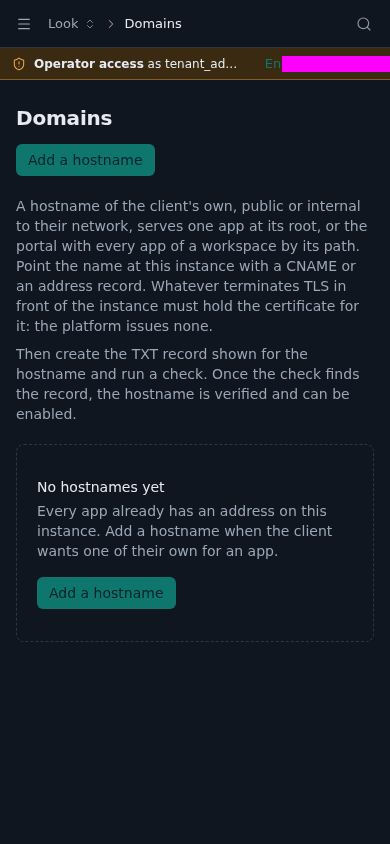 Look Domains
Operator access as tenant_ad…
Domains
Add a hostname
A hostname of the client's own, public or internal
to their network, serves one app at its root, or the
portal with every app of a workspace by its path.
Point the name at this instance with a CNAME or
an address record. Whatever terminates TLS in
front of the instance must hold the certificate for
it: the platform issues none.
Then create the TXT record shown for the
hostname and run a check. Once the check finds
the record, the hostname is verified and can be
enabled.
No hostnames yet
Every app already has an address on this
instance. Add a hostname when the client
wants one of their own for an app.
Add a hostname